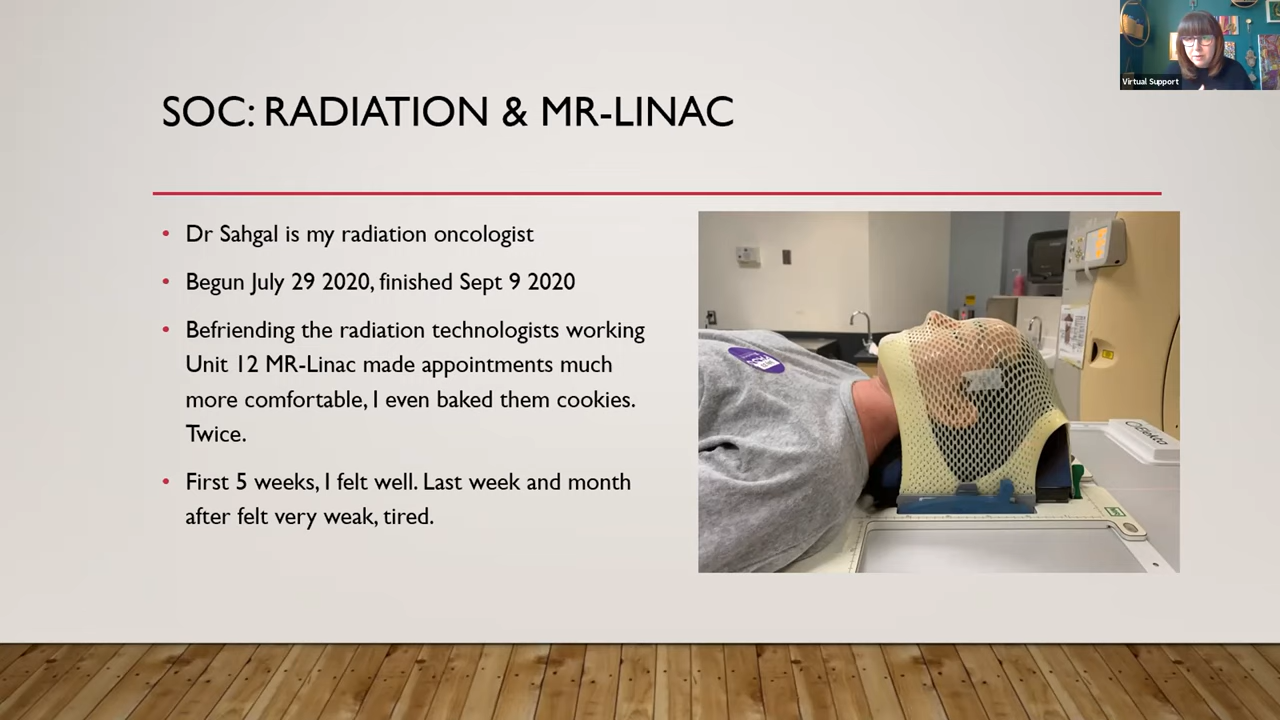 Virtual Support
SOC: RADIATION & MR-LINAC
• Dr Sahgal is my radiation oncologist
• Begun July 29 2020, finished Sept 9 2020
• Befriending the radiation technologists working
Unit 12 MR-Linac made appointments much
more comfortable, I even baked them cookies.
Twice.
• First 5 weeks, I felt well. Last week and month
after felt very weak, tired.